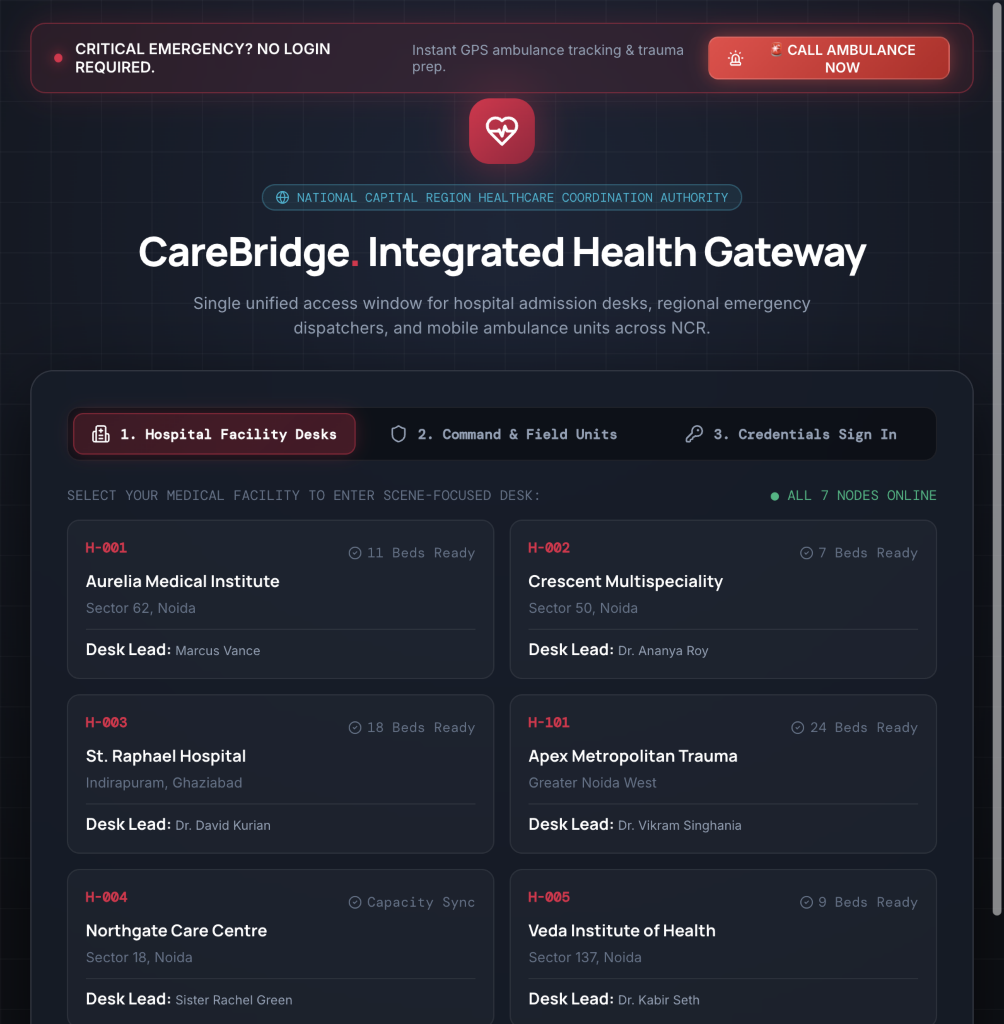 CRITICAL EMERGENCY? NO LOGIN
REQUIRED.
Instant GPS ambulance tracking & trauma
prep.
🚨 CALL AMBULANCE
NOW
NATIONAL CAPITAL REGION HEALTHCARE COORDINATION AUTHORITY
CareBridge. Integrated Health Gateway
Single unified access window for hospital admission desks, regional emergency
dispatchers, and mobile ambulance units across NCR.
1. Hospital Facility Desks
2. Command & Field Units
3. Credentials Sign In
SELECT YOUR MEDICAL FACILITY TO ENTER SCENE-FOCUSED DESK:
ALL 7 NODES ONLINE
H-001
11 Beds Ready
Aurelia Medical Institute
Sector 62, Noida
Desk Lead: Marcus Vance
H-002
7 Beds Ready
Crescent Multispeciality
Sector 50, Noida
Desk Lead: Dr. Ananya Roy
H-003
18 Beds Ready
St. Raphael Hospital
Indirapuram, Ghaziabad
Desk Lead: Dr. David Kurian
H-101
24 Beds Ready
Apex Metropolitan Trauma
Greater Noida West
Desk Lead: Dr. Vikram Singhania
H-004
Capacity Sync
Northgate Care Centre
Sector 18, Noida
Desk Lead: Sister Rachel Green
H-005
9 Beds Ready
Veda Institute of Health
Sector 137, Noida
Desk Lead: Dr. Kabir Seth